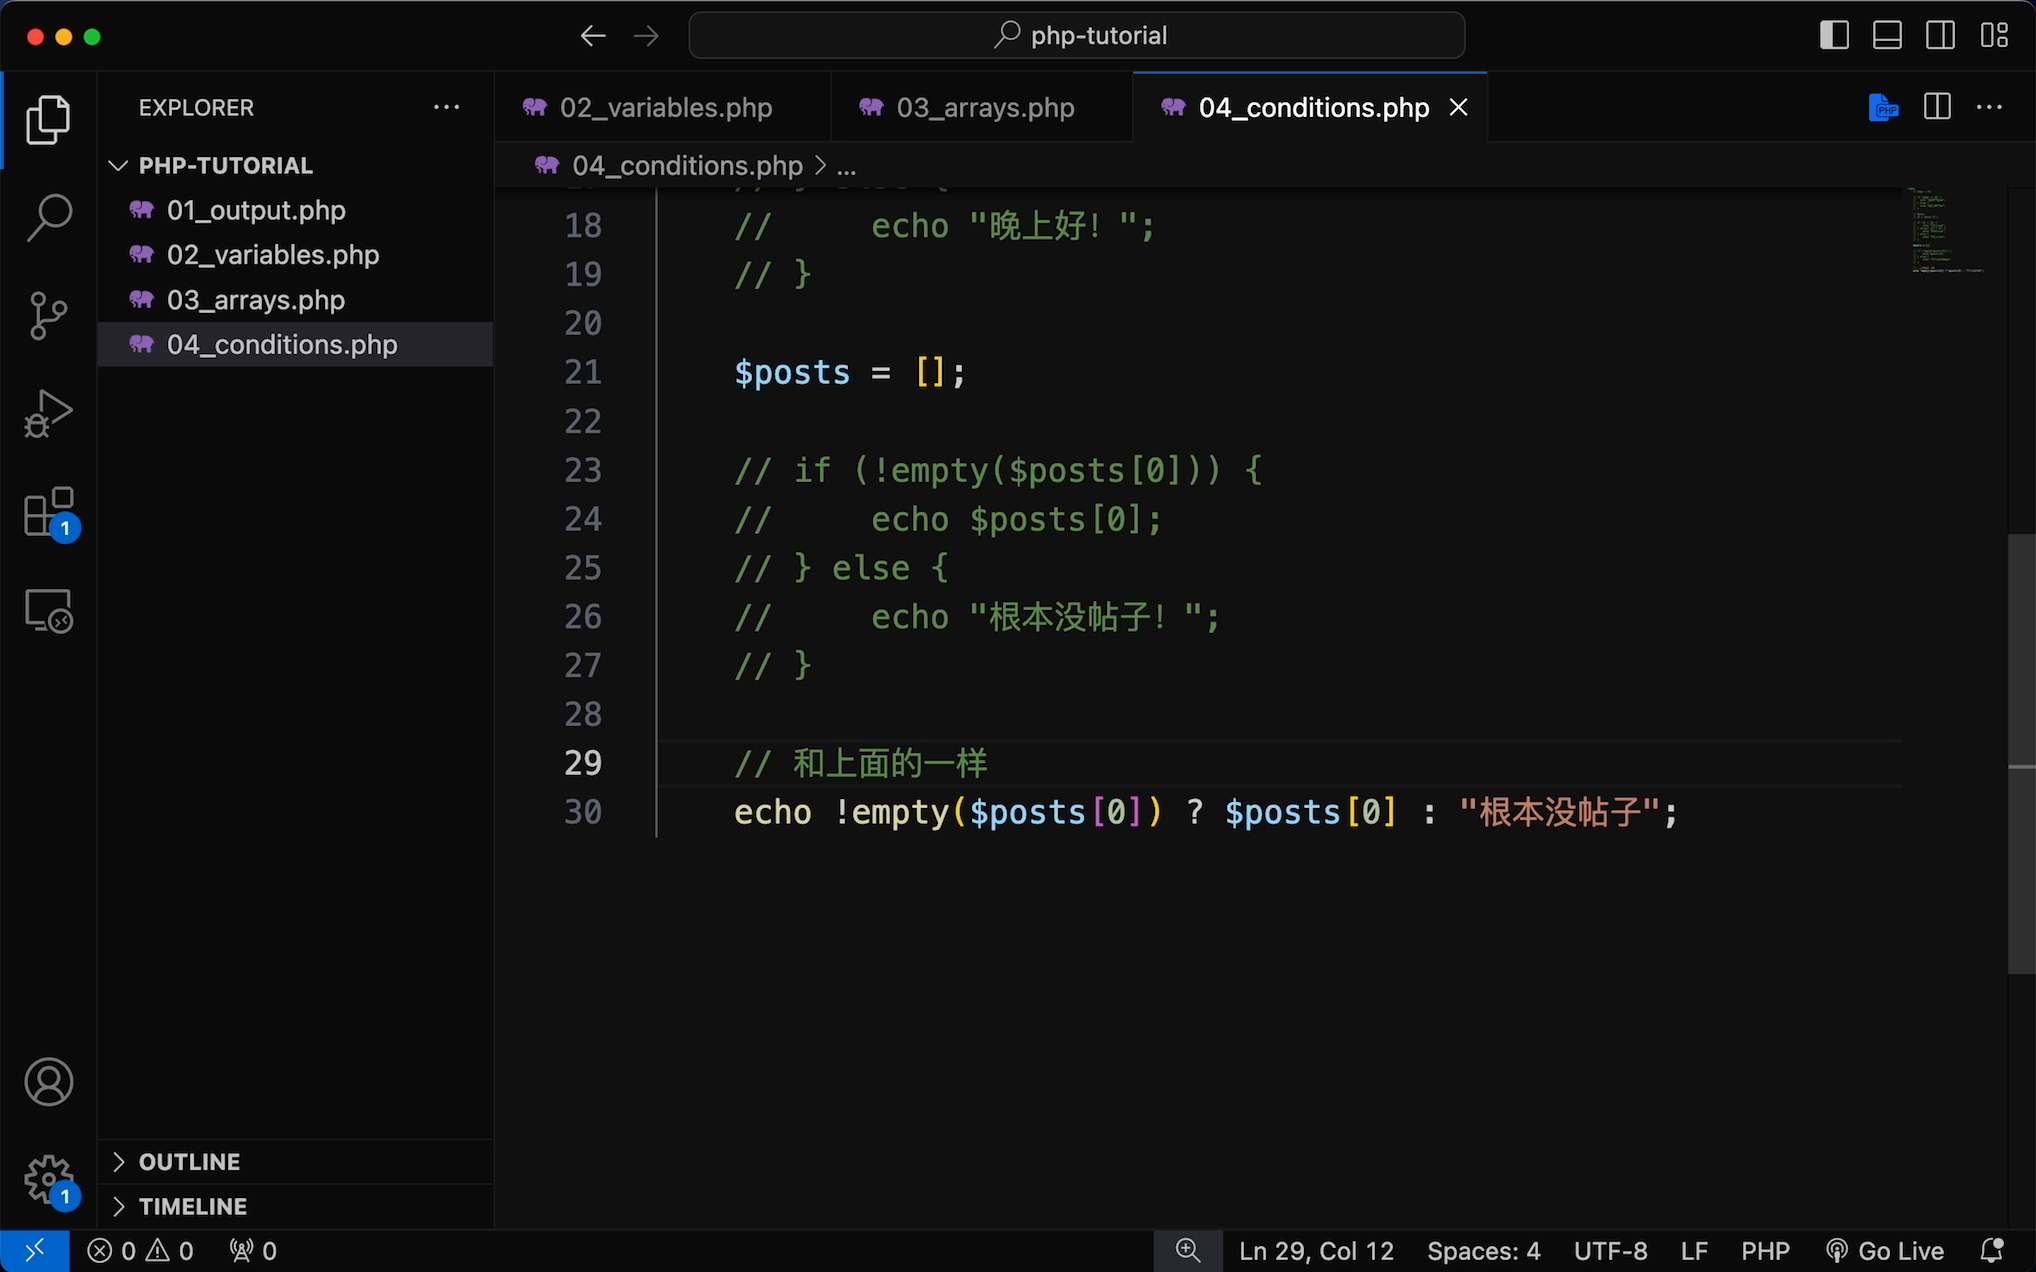 php-tutorial
EXPLORER
02_variables.php
03_arrays.php
04_conditions.php
PHP
PHP-TUTORIAL
01_output.php
02_variables.php
03_arrays.php
04_conditions.php
04_conditions.php > ...
18 //     echo "晚上好！";
19 // }
20
21 $posts = [];
22
23 // if (!empty($posts[0])) {
24 //     echo $posts[0];
25 // } else {
26 //     echo "根本没帖子！";
27 // }
28
29 // 和上面的一样
30 echo !empty($posts[0]) ? $posts[0] : "根本没帖子";
1
1
OUTLINE
TIMELINE
0 0 0
Ln 29, Col 12
Spaces: 4
UTF-8
LF
PHP
Go Live